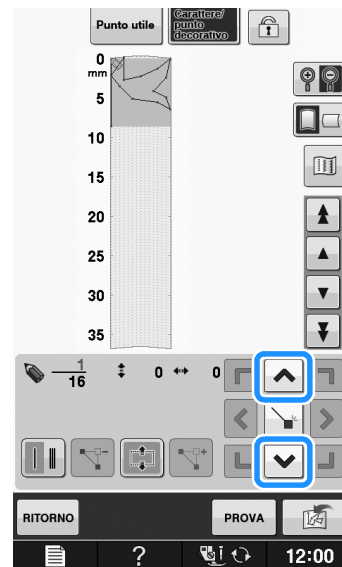 Punto utile
Carattere/
punto
decorativo
0
mm
5
10
15
20
25
30
35
1
16
0
0
RITORNO
PROVA
?
12:00